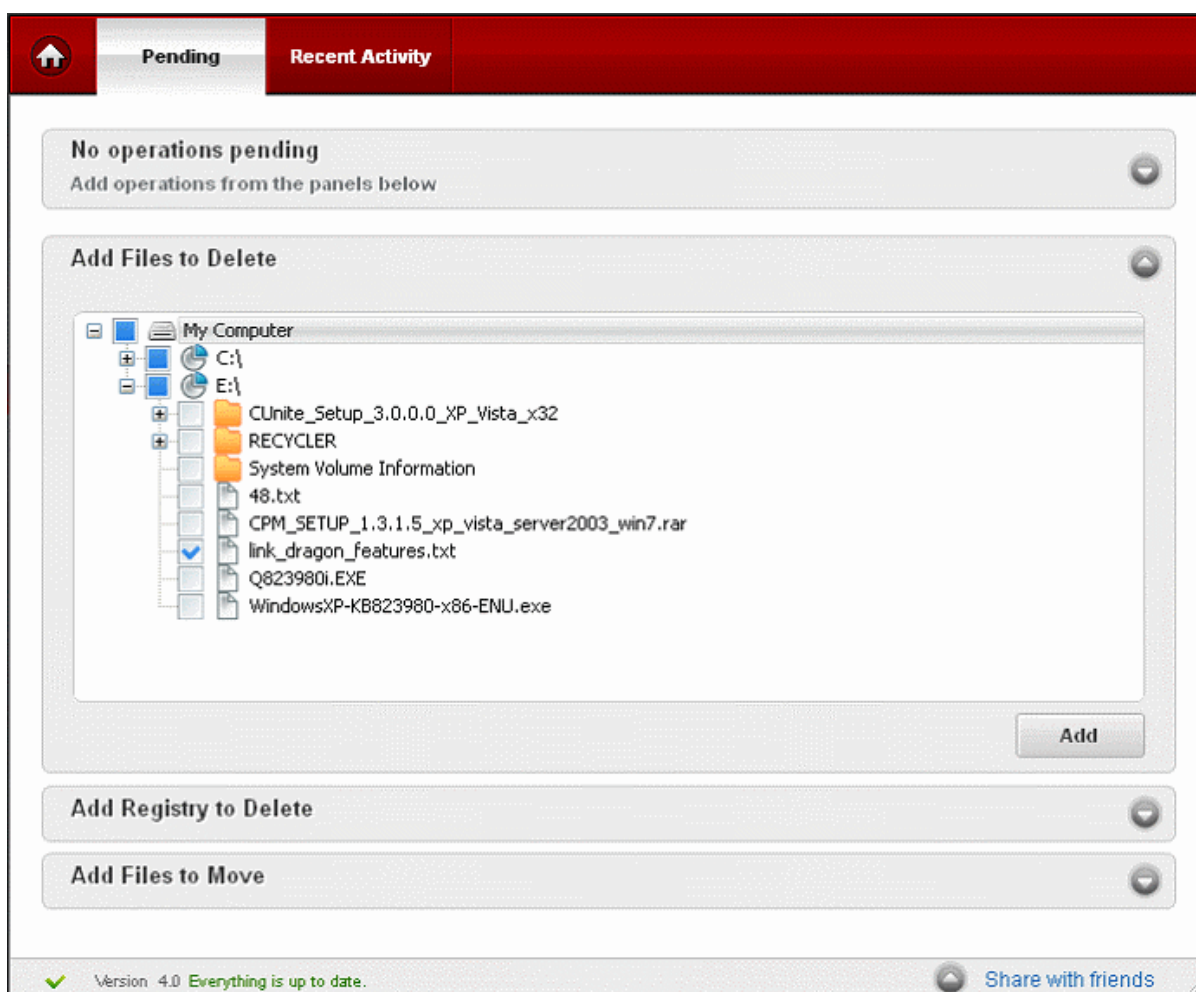 Pending
Recent Activity
No operations pending
Add operations from the panels below
Add Files to Delete
My Computer
C:\
E:\
CUnite_Setup_3.0.0.0_XP_Vista_x32
RECYCLER
System Volume Information
48.txt
CPM_SETUP_1.3.1.5_xp_vista_server2003_win7.rar
link_dragon_features.txt
Q823980i.EXE
WindowsXP-KB823980-x86-ENU.exe
Add
Add Registry to Delete
Add Files to Move
Version 4.0 Everything is up to date.
Share with friends